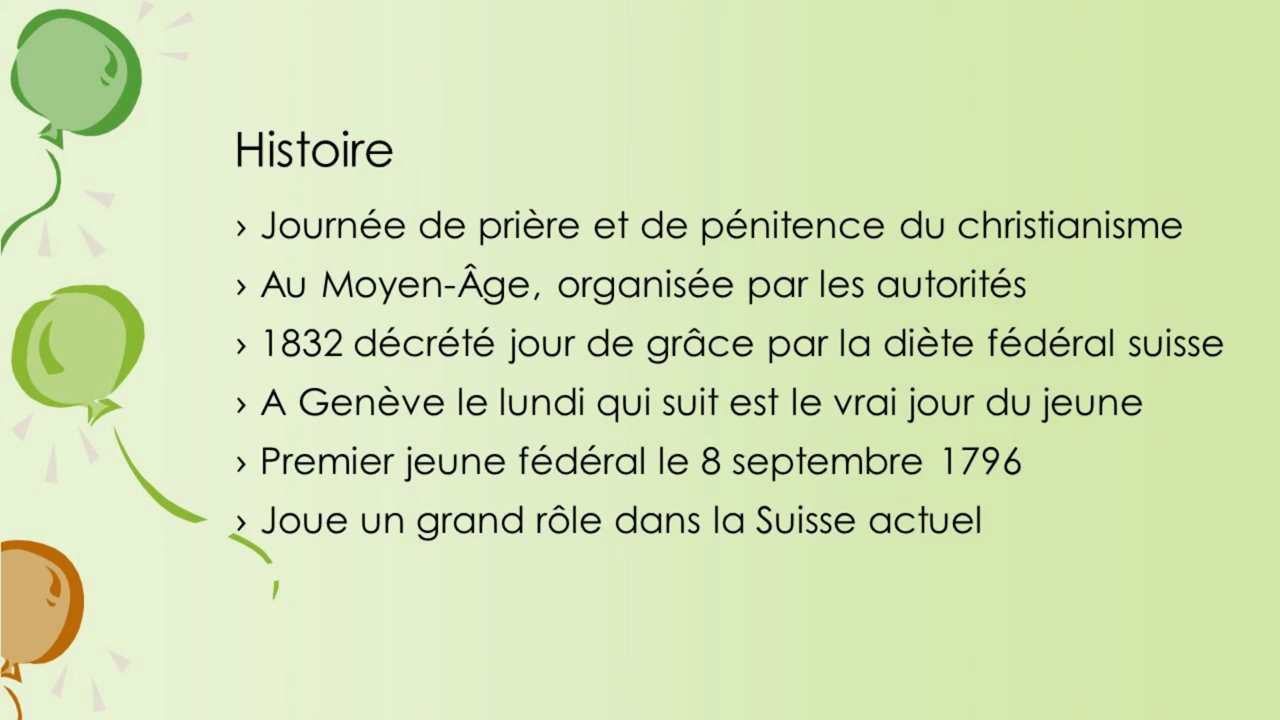 Histoire
› Journée de prière et de pénitence du christianisme
› Au Moyen-Âge, organisée par les autorités
› 1832 décrété jour de grâce par la diète fédéral suisse
› A Genève le lundi qui suit est le vrai jour du jeune
› Premier jeune fédéral le 8 septembre 1796
› Joue un grand rôle dans la Suisse actuel